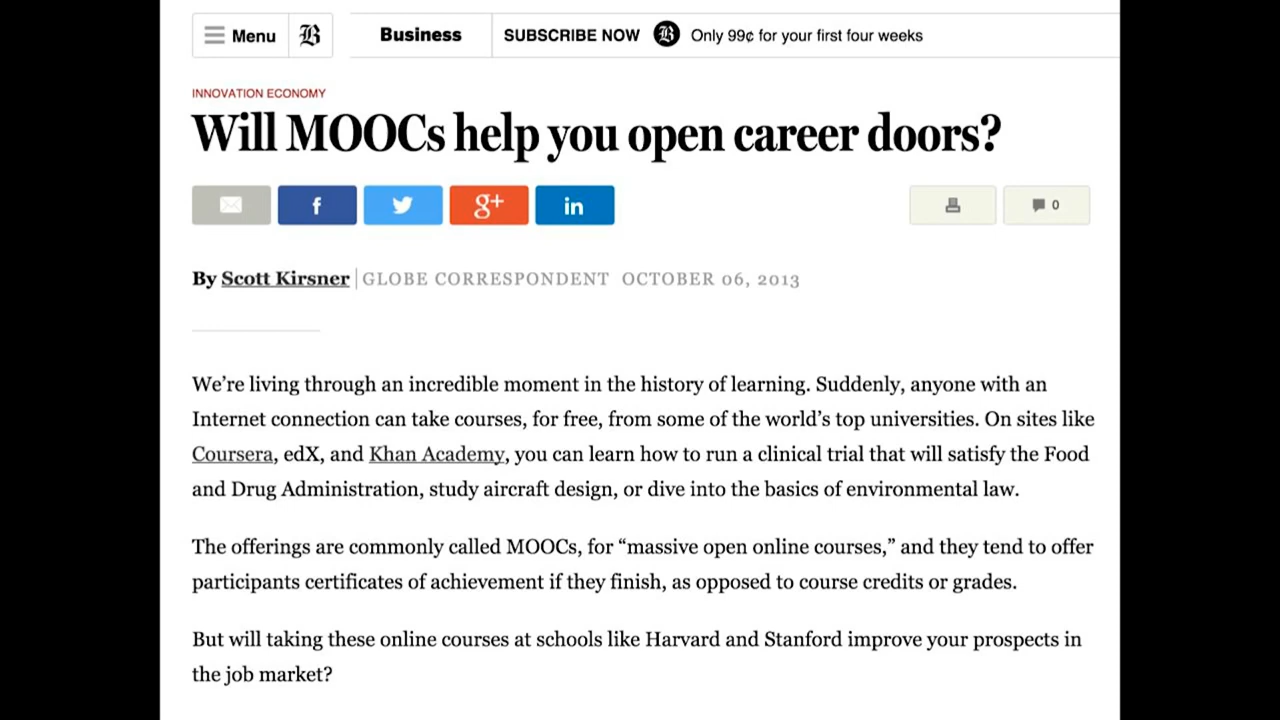 Menu B Business SUBSCRIBE NOW B Only 99¢ for your first four weeks
INNOVATION ECONOMY
Will MOOCs help you open career doors?
f g+ in 0
By Scott Kirsner GLOBE CORRESPONDENT OCTOBER 06, 2013
We’re living through an incredible moment in the history of learning. Suddenly, anyone with an
Internet connection can take courses, for free, from some of the world’s top universities. On sites like
Coursera, edX, and Khan Academy, you can learn how to run a clinical trial that will satisfy the Food
and Drug Administration, study aircraft design, or dive into the basics of environmental law.
The offerings are commonly called MOOCs, for “massive open online courses,” and they tend to offer
participants certificates of achievement if they finish, as opposed to course credits or grades.
But will taking these online courses at schools like Harvard and Stanford improve your prospects in
the job market?